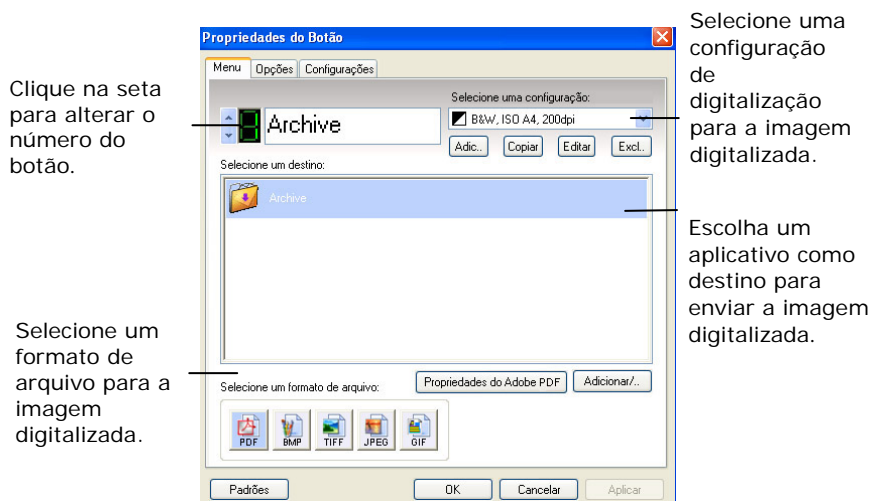 Clique na seta
para alterar o
número do
botão.
Selecione um
formato de
arquivo para a
imagem
digitalizada.
Propriedades do Botão
Menu Opções Configurações
Archive
Selecione uma configuração:
B&W, ISO A4, 200dpi
Adic.. Copiar Editar Excl..
Selecione um destino:
Archive
Selecione um formato de arquivo:
Propriedades do Adobe PDF Adicionar/..
PDF BMP TIFF JPEG GIF
Padrões OK Cancelar Aplicar
Selecione uma
configuração
de
digitalização
para a imagem
digitalizada.
Escolha um
aplicativo como
destino para
enviar a imagem
digitalizada.